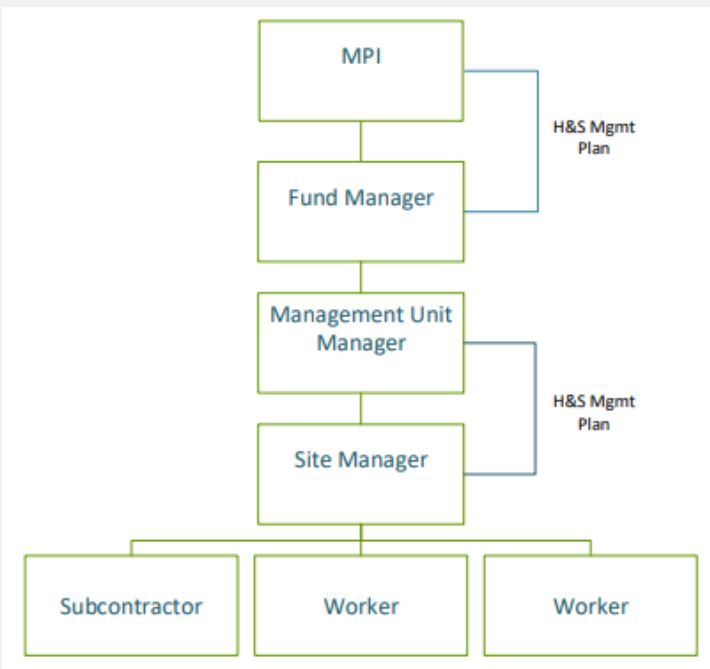 MPI
H&S Mgmt
Plan
Fund Manager
Management Unit
Manager
H&S Mgmt
Plan
Site Manager
Subcontractor
Worker
Worker